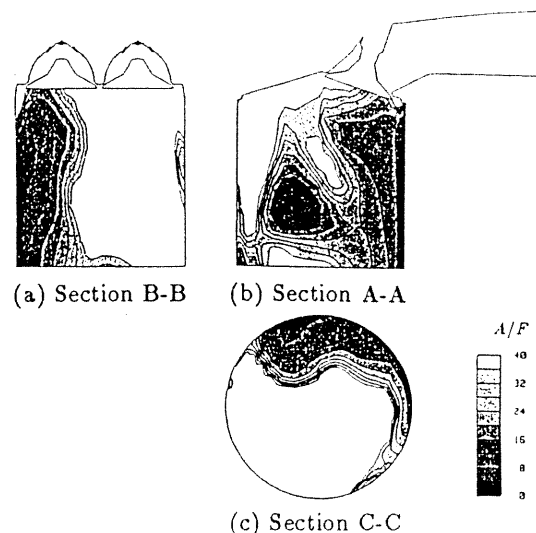 (a) Section B-B
(b) Section A-A
A/F
40
32
24
16
8
0
(c) Section C-C